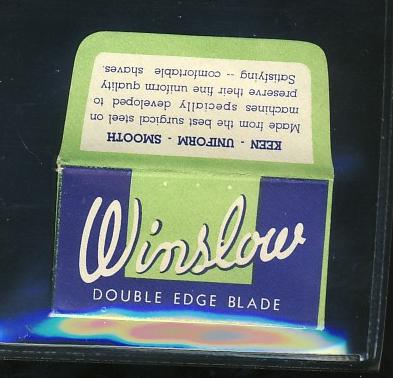 KEEN - UNIFORM - SMOOTH
Made from the best surgical steel on
machines specially developed to
preserve their fine uniform quality
Satisfying -- comfortable shaves.
Winslow
DOUBLE EDGE BLADE